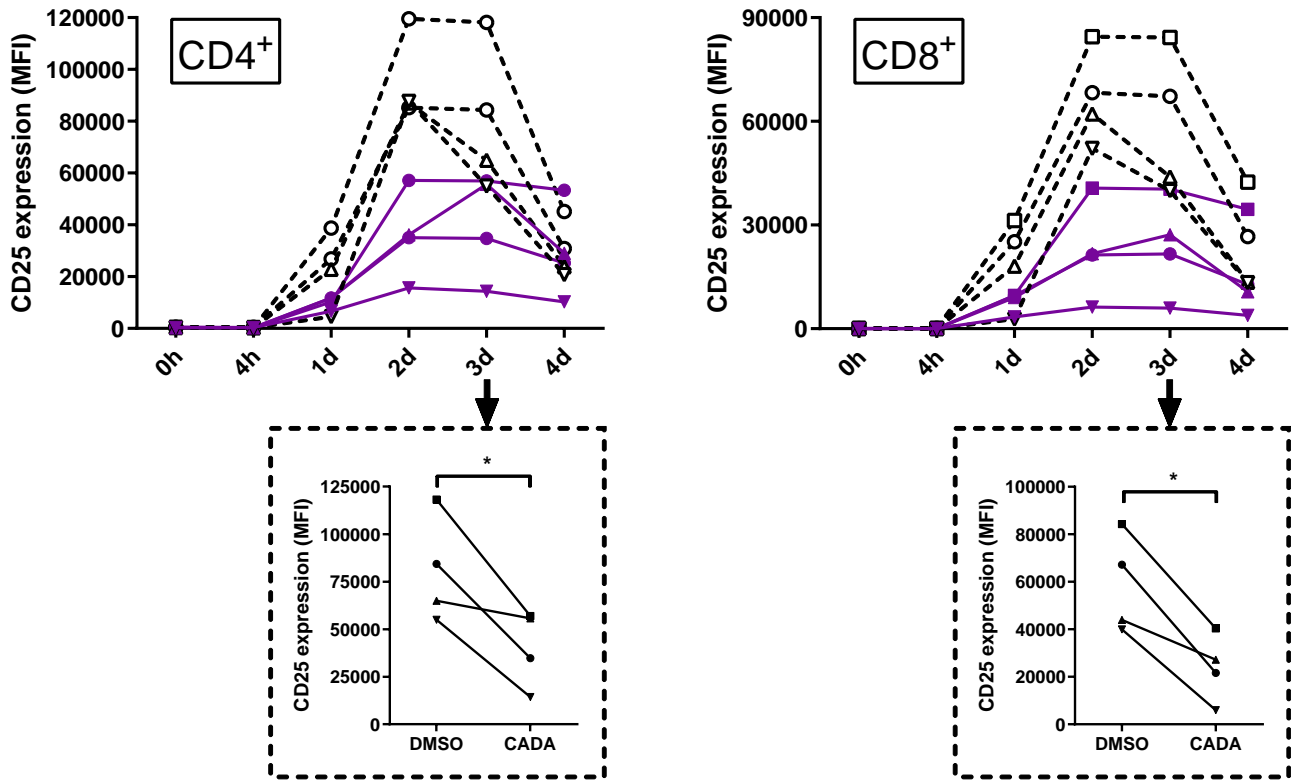 CD4+
CD25 expression (MFI)
120000
100000
80000
60000
40000
20000
0
0h 4h 1d 2d 3d 4d
CD8+
CD25 expression (MFI)
90000
60000
30000
0
0h 4h 1d 2d 3d 4d
*
CD25 expression (MFI)
125000
100000
75000
50000
25000
0
DMSO CADA
*
CD25 expression (MFI)
100000
80000
60000
40000
20000
0
DMSO CADA